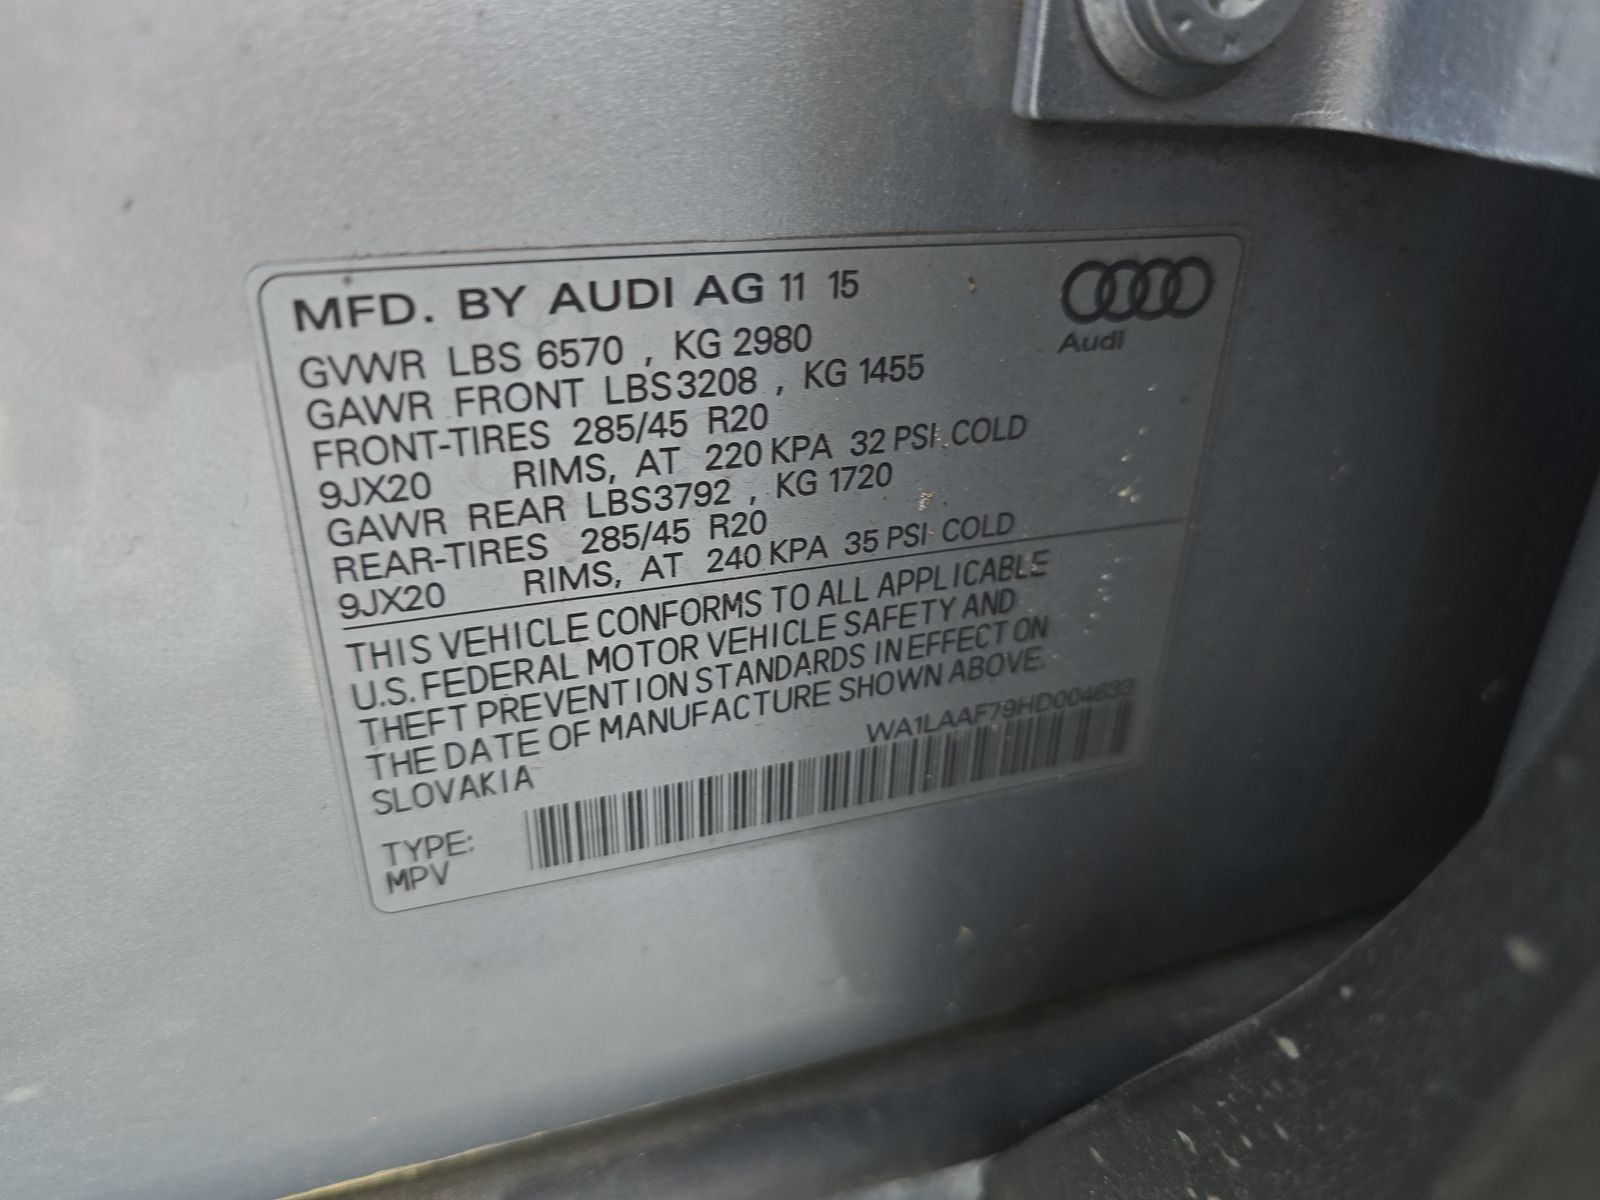 MFD. BY AUDI AG 11 15
Audi
GVWR LBS 6570 , KG 2980
GAWR FRONT LBS3208 , KG 1455
FRONT-TIRES 285/45 R20
9JX20 RIMS, AT 220 KPA 32 PSI COLD
GAWR REAR LBS3792 , KG 1720
REAR-TIRES 285/45 R20
9JX20 RIMS, AT 240 KPA 35 PSI COLD
THIS VEHICLE CONFORMS TO ALL APPLICABLE
U.S. FEDERAL MOTOR VEHICLE SAFETY AND
THEFT PREVENTION STANDARDS IN EFFECT ON
THE DATE OF MANUFACTURE SHOWN ABOVE.
SLOVAKIA
WA1LAAF79HD004633
TYPE:
MPV